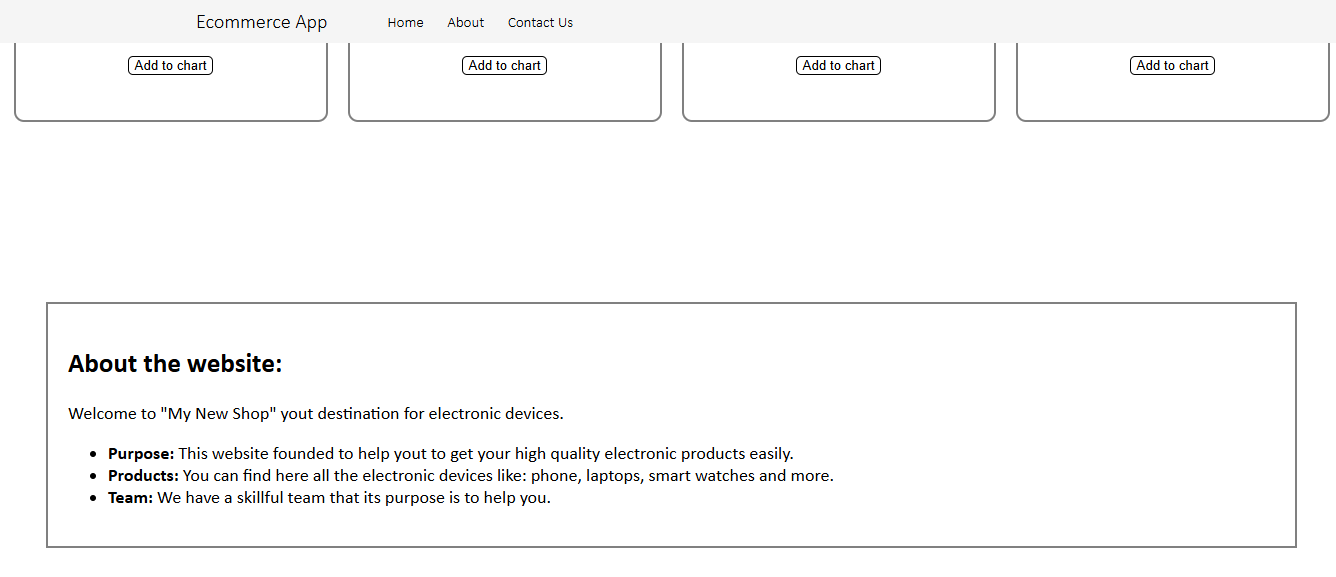 Ecommerce App Home About Contact Us
Add to chart Add to chart Add to chart Add to chart
About the website:
Welcome to "My New Shop" yout destination for electronic devices.
Purpose: This website founded to help yout to get your high quality electronic products easily.
Products: You can find here all the electronic devices like: phone, laptops, smart watches and more.
Team: We have a skillful team that its purpose is to help you.